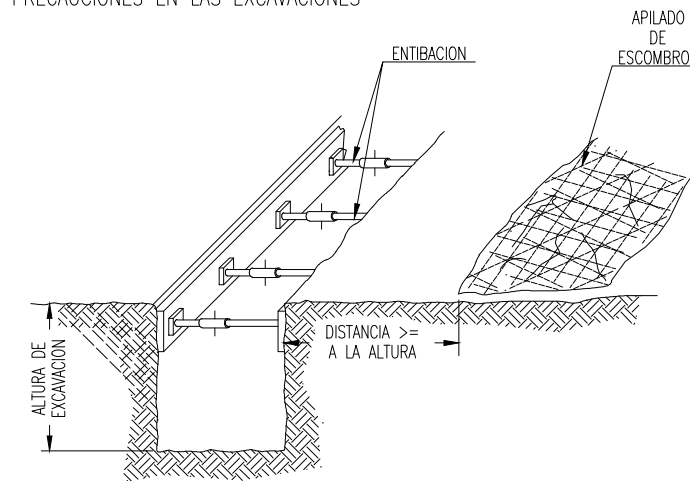 PRECAUCIONES EN LAS EXCAVACIONES
APILADO
DE
ESCOMBRO
ENTIBACION
DISTANCIA >=
A LA ALTURA
ALTURA DE
EXCAVACION